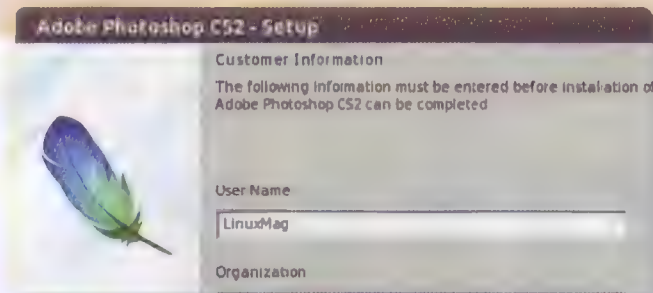 Adobe Photoshop CS2 - Setup
Customer Information
The following information must be entered before installation of
Adobe Photoshop CS2 can be completed
User Name
LinuxMag
Organization